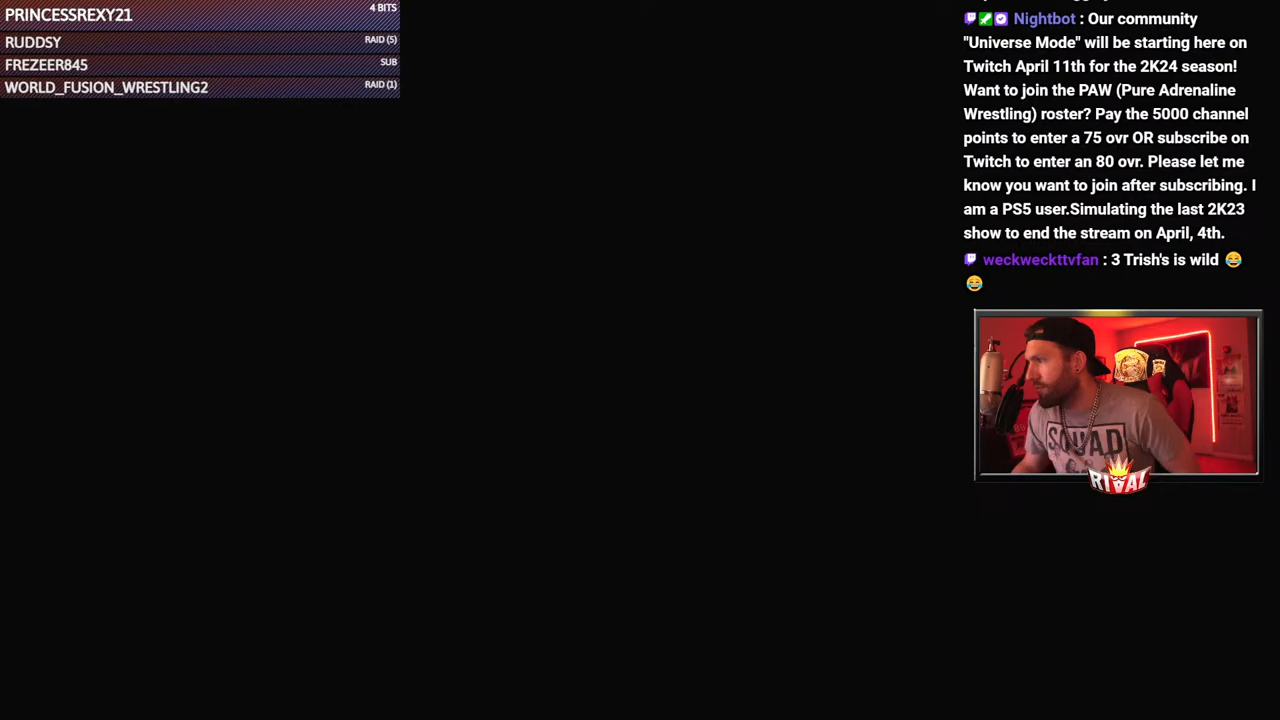 PRINCESSREXY21 4 BITS
RUDDSY RAID (5)
FREZEER845 SUB
WORLD_FUSION_WRESTLING2 RAID (1)
Nightbot : Our community
"Universe Mode" will be starting here on
Twitch April 11th for the 2K24 season!
Want to join the PAW (Pure Adrenaline
Wrestling) roster? Pay the 5000 channel
points to enter a 75 ovr OR subscribe on
Twitch to enter an 80 ovr. Please let me
know you want to join after subscribing. I
am a PS5 user.Simulating the last 2K23
show to end the stream on April, 4th.
weckweckttvfan : 3 Trish's is wild 😂
😂
SQUAD
RIVAL